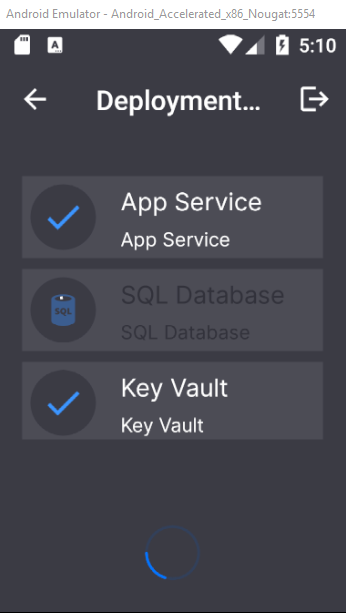 Android Emulator - Android_Accelerated_x86_Nougat:5554
A
5:10
Deployment...
App Service
App Service
SQL
SQL Database
SQL Database
Key Vault
Key Vault